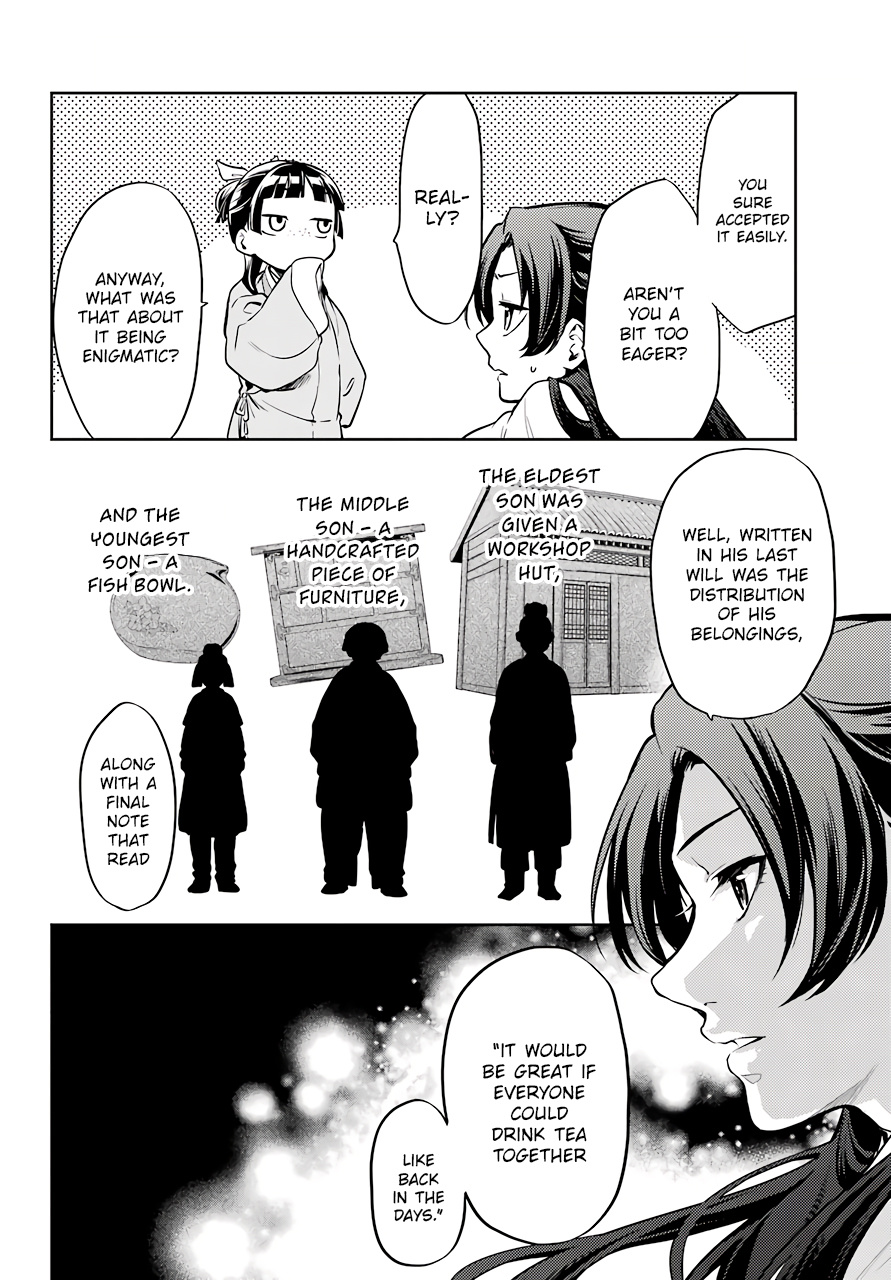 YOU
SURE
ACCEPTED
IT EASILY.
AREN'T
YOU A
BIT TOO
EAGER?
REAL-
LY?
ANYWAY,
WHAT WAS
THAT ABOUT
IT BEING
ENIGMATIC?
WELL, WRITTEN
IN HIS LAST
WILL WAS THE
DISTRIBUTION
OF HIS
BELONGINGS,
THE ELDEST
SON WAS
GIVEN A
WORKSHOP
HUT,
THE MIDDLE
SON – A
HANDCRAFTED
PIECE OF
FURNITURE,
AND THE
YOUNGEST
SON – A
FISH BOWL.
ALONG
WITH A
FINAL
NOTE
THAT
READ
"IT WOULD
BE GREAT IF
EVERYONE
COULD
DRINK TEA
TOGETHER
LIKE
BACK
IN THE
DAYS."